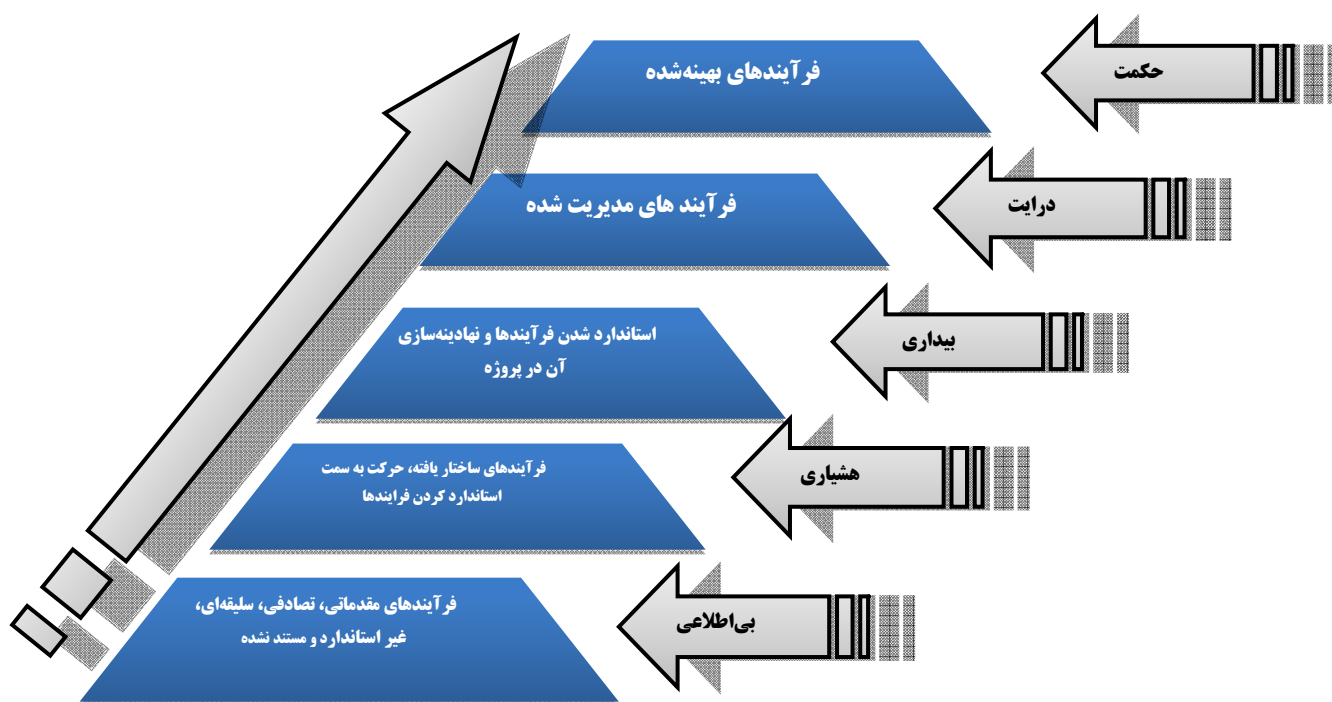 حکمت
فرآیندهای بهینه‌شده
درایت
فرآیند های مدیریت شده
بیداری
استاندارد شدن فرآیندها و نهادینه‌سازی
آن در پروژه
هشیاری
فرآیندهای ساختار یافته، حرکت به سمت
استاندارد کردن فرایندها
بی‌اطلاعی
فرآیندهای مقدماتی، تصادفی، سلیقه‌ای،
غیر استاندارد و مستند نشده